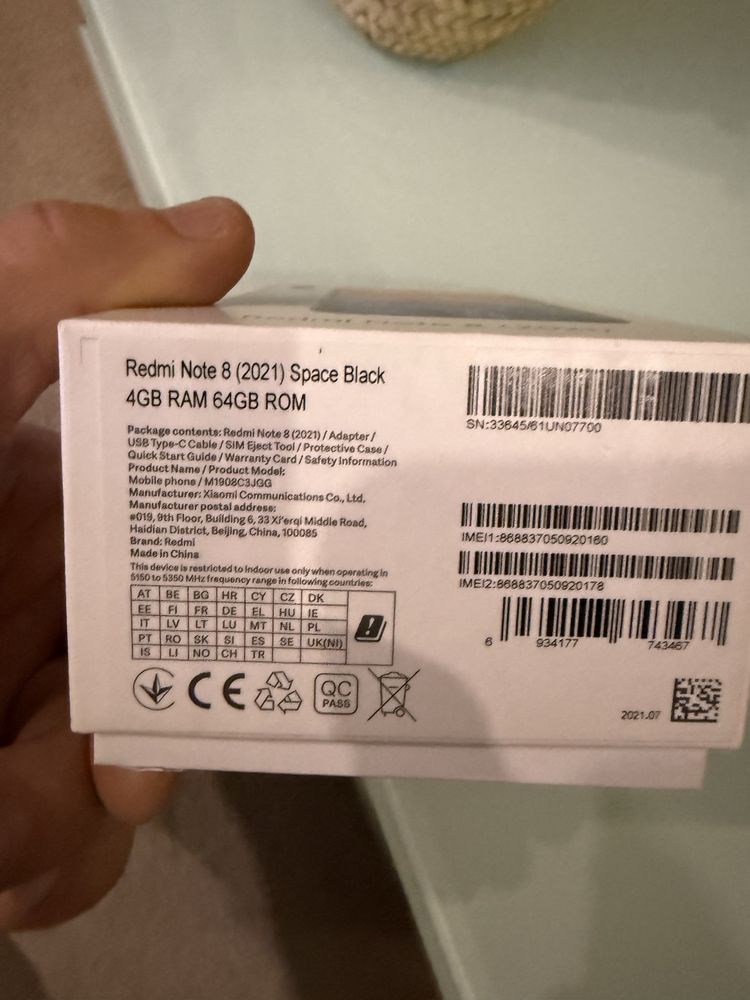 Redmi Note 8 (2021)
Redmi Note 8 (2021) Space Black
4GB RAM 64GB ROM
Package contents: Redmi Note 8 (2021) / Adapter /
USB Type-C Cable / SIM Eject Tool / Protective Case /
Quick Start Guide / Warranty Card / Safety Information
Product Name / Product Model:
Mobile phone / M1908C3JGG
Manufacturer: Xiaomi Communications Co., Ltd.
Manufacturer postal address:
#019, 9th Floor, Building 6, 33 Xi'erqi Middle Road,
Haidian District, Beijing, China, 100085
Brand: Redmi
Made in China
This device is restricted to indoor use only when operating in
5150 to 5350 MHz frequency range in following countries:
AT BE BG HR CY CZ DK
EE FI FR DE EL HU IE
IT LV LT LU MT NL PL
PT RO SK SI ES SE UK(NI)
IS LI NO CH TR
CE
QC
PASS
SN:33645/61UN07700
IMEI1:868837050920160
IMEI2:868837050920178
6 934177 743467
2021.07